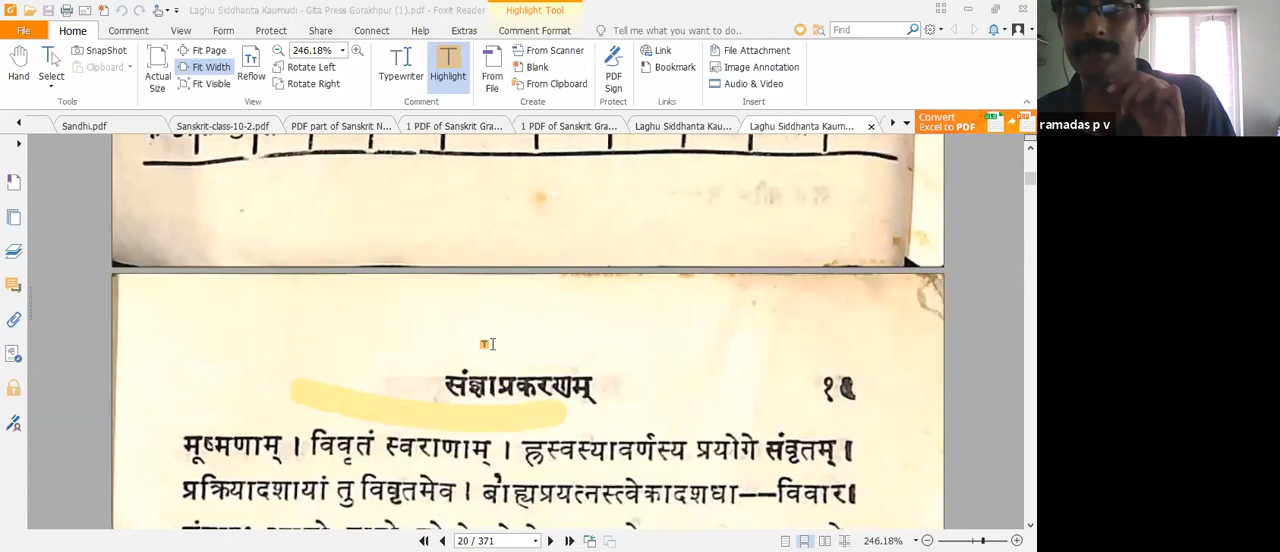 Laghu Siddhanta Kaumudi - Gita Press Gorakhpur (1).pdf - Foxit Reader
Highlight Tool
File Home Comment View Form Protect Share Connect Help Extras Comment Format Tell me what you want to do.. Find
SnapShot Fit Page 246.18% From Scanner Link File Attachment
Clipboard Fit Width Rotate Left Blank Bookmark Image Annotation
Hand Select Actual Size Reflow Fit Visible Rotate Right Typewriter Highlight From File From Clipboard PDF Sign Audio & Video
Tools View Comment Create Protect Links Insert
Sandhi.pdf Sanskrit-class-10-2.pdf PDF part of Sanskrit N... 1 PDF of Sanskrit Gra... 1 PDF of Sanskrit Gra... Laghu Siddhanta Kau... Laghu Siddhanta Kaum...
Convert Excel to PDF
ramadas p v
संज्ञाप्रकरणम्
मूष्मणाम् । विवृतं स्वराणाम् । ह्रस्वस्यावर्णस्य प्रयोगे संवृतम् ।
प्रक्रियादशायां तु विवृतमेव । बाह्यप्रयत्नस्त्वेकादशधा--विवारः
20 / 371 246.18%